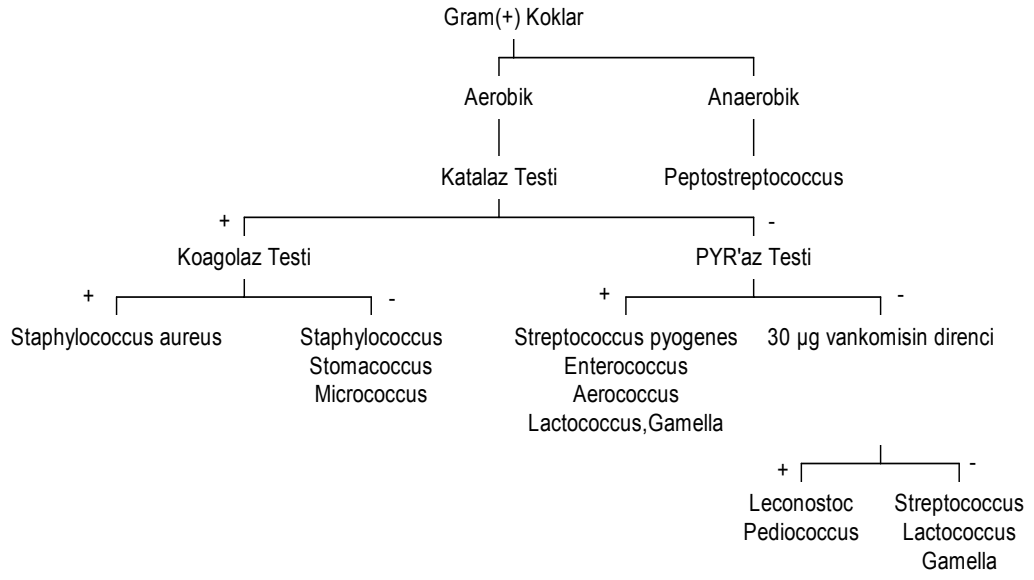 Gram(+) Koklar
Aerobik
Anaerobik
Katalaz Testi
Peptostreptococcus
+
-
Koagolaz Testi
PYR'az Testi
+
-
+
-
Staphylococcus aureus
Staphylococcus
Stomacoccus
Micrococcus
Streptococcus pyogenes
Enterococcus
Aerococcus
Lactococcus,Gamella
30 µg vankomisin direnci
+
-
Leconostoc
Pediococcus
Streptococcus
Lactococcus
Gamella